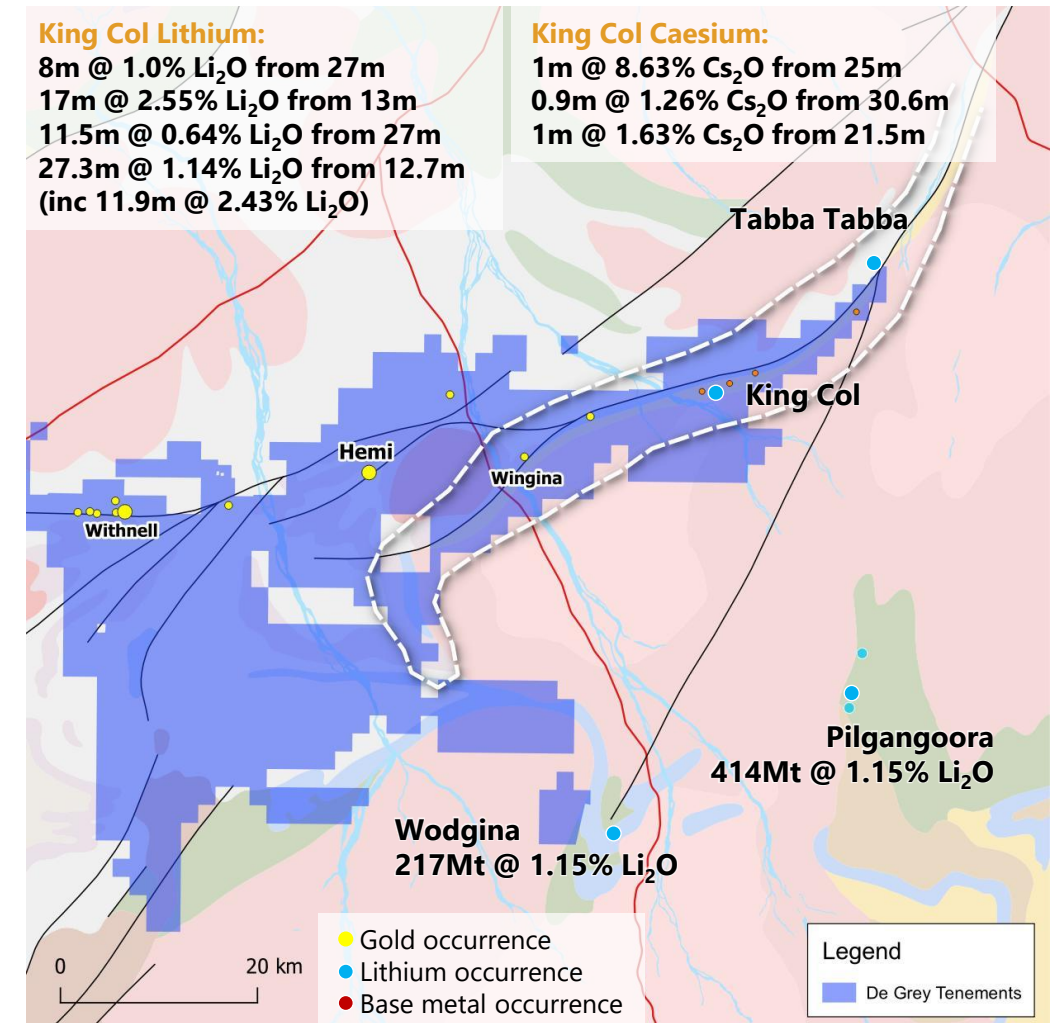 King Col Lithium:
8m @ 1.0% Li₂O from 27m
17m @ 2.55% Li₂O from 13m
11.5m @ 0.64% Li₂O from 27m
27.3m @ 1.14% Li₂O from 12.7m
(inc 11.9m @ 2.43% Li₂O)
King Col Caesium:
1m @ 8.63% Cs₂O from 25m
0.9m @ 1.26% Cs₂O from 30.6m
1m @ 1.63% Cs₂O from 21.5m
Tabba Tabba
King Col
Hemi
Wingina
Withnell
Pilgangoora
414Mt @ 1.15% Li₂O
Wodgina
217Mt @ 1.15% Li₂O
0 20 km
Gold occurrence
Lithium occurrence
Base metal occurrence
Legend
De Grey Tenements